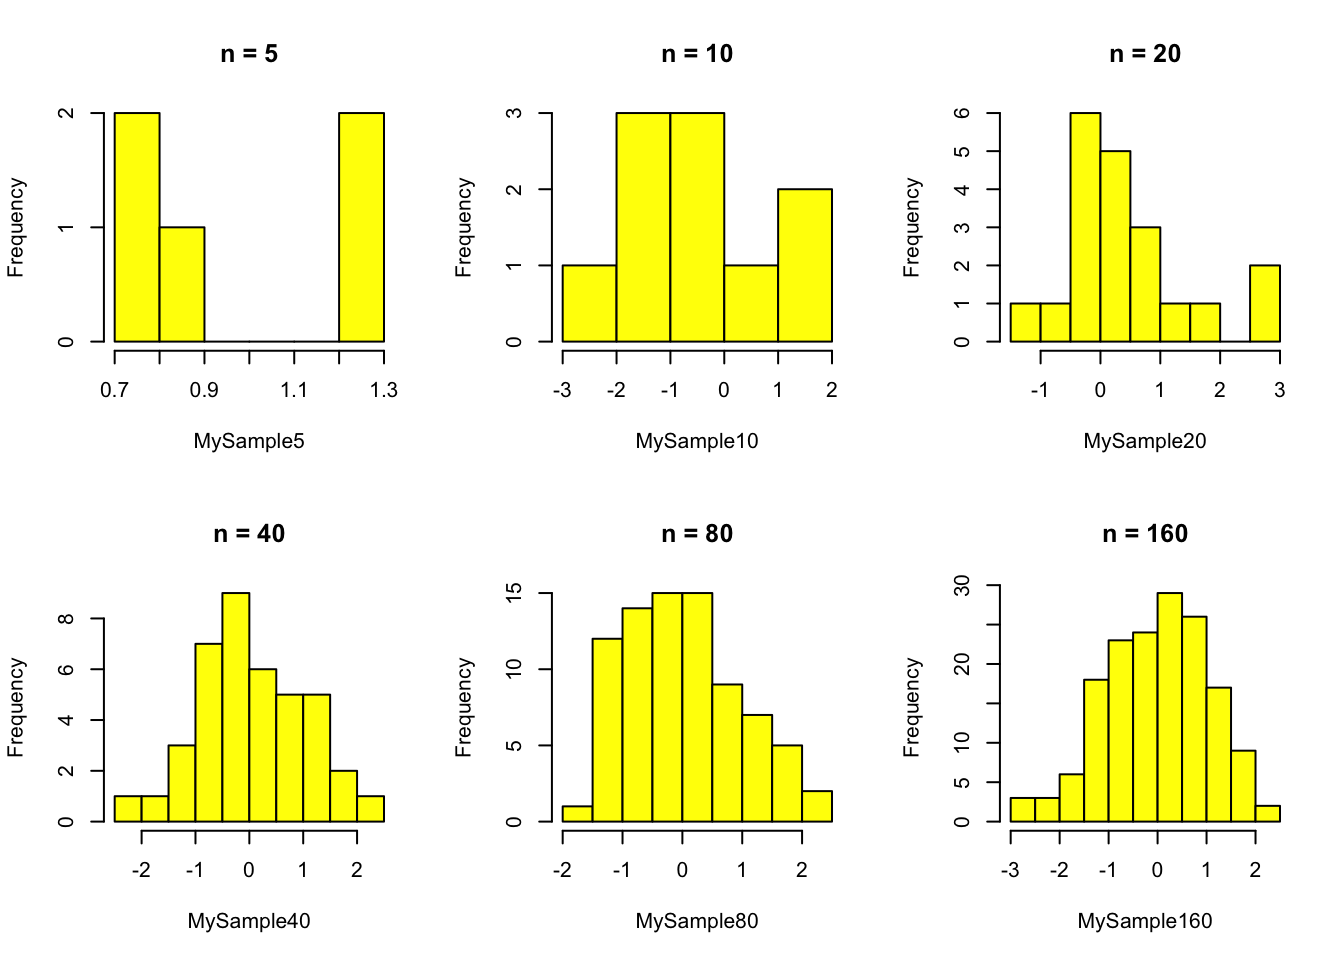 n = 5
Frequency
2
1
0
0.7 0.9 1.1 1.3
MySample5
n = 10
Frequency
3
2
1
0
-3 -2 -1 0 1 2
MySample10
n = 20
Frequency
6
5
4
3
2
1
0
-1 0 1 2 3
MySample20
n = 40
Frequency
8
6
4
2
0
-2 -1 0 1 2
MySample40
n = 80
Frequency
15
10
5
0
-2 -1 0 1 2
MySample80
n = 160
Frequency
30
20
10
5
0
-3 -2 -1 0 1 2
MySample160